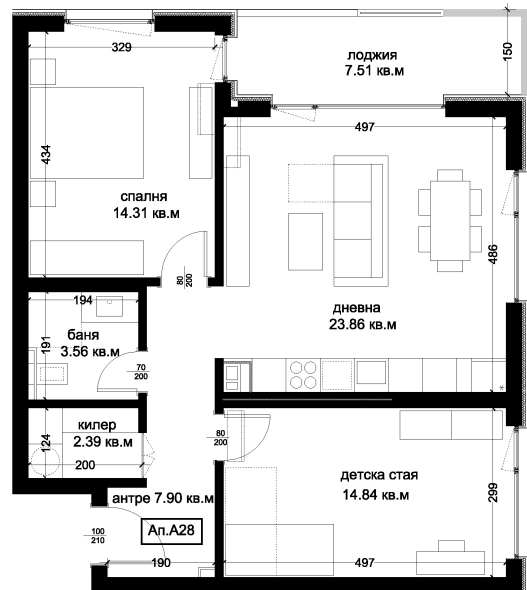 329
лоджия
7.51 кв.м
150
497
434
спалня
14.31 кв.м
486
80
200
дневна
23.86 кв.м
194
баня
3.56 кв.м
191
70
200
килер
2.39 кв.м
124
200
80
200
детска стая
14.84 кв.м
299
антре 7.90 кв.м
Ап.А28
100
210
190
497